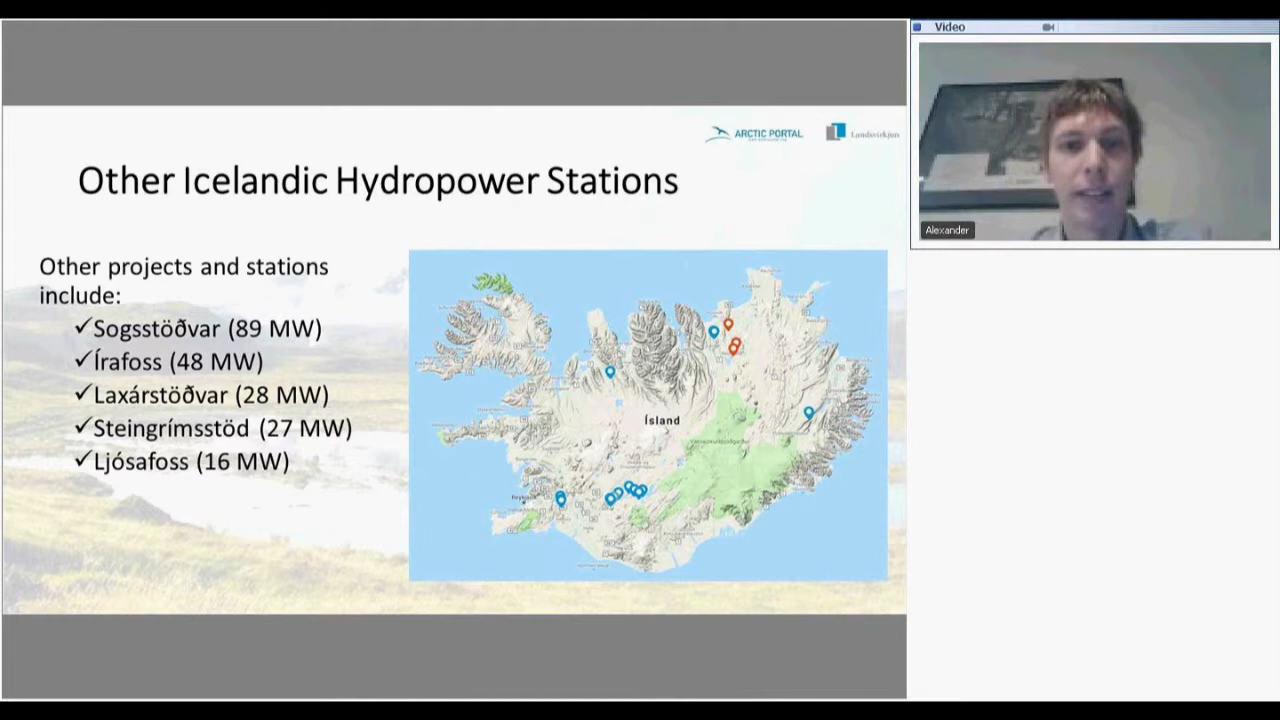 Video
ARCTIC PORTAL
Landsvirkjun
Other Icelandic Hydropower Stations
Alexander
Other projects and stations
include:
✓Sogsstöðvar (89 MW)
✓Írafoss (48 MW)
✓Laxárstöðvar (28 MW)
✓Steingrímsstöd (27 MW)
✓Ljósafoss (16 MW)
Ísland